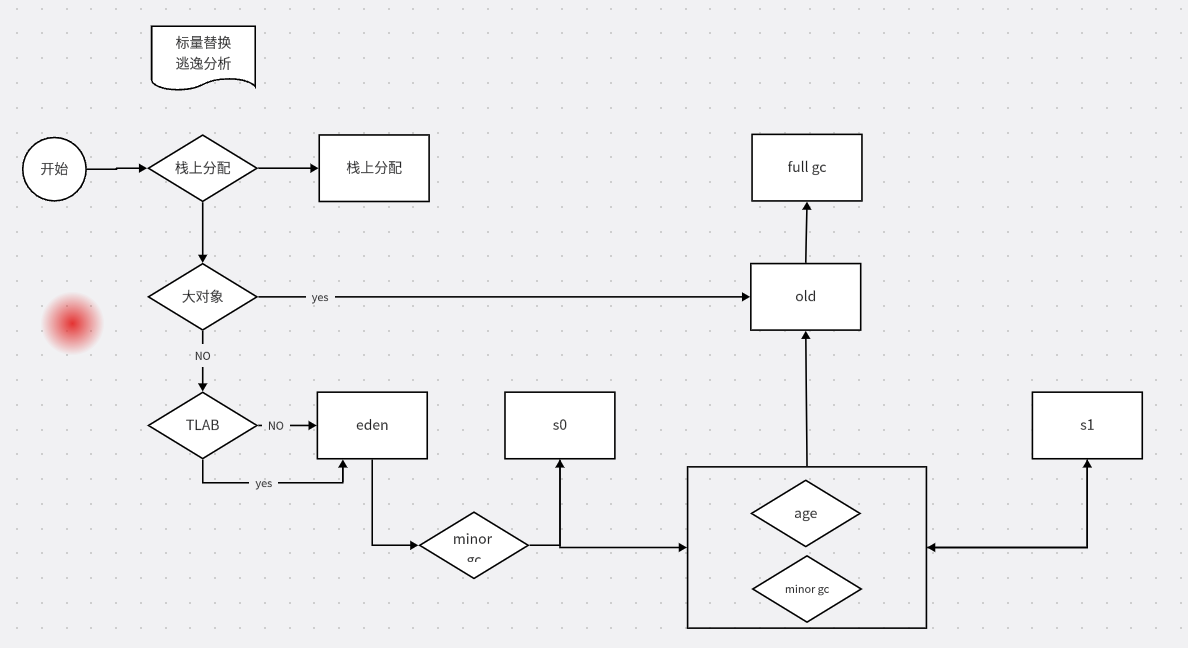 标量替换
逃逸分析
开始
栈上分配
栈上分配
full gc
大对象
yes
old
NO
TLAB
NO
eden
s0
s1
yes
minor
gc
age
minor gc